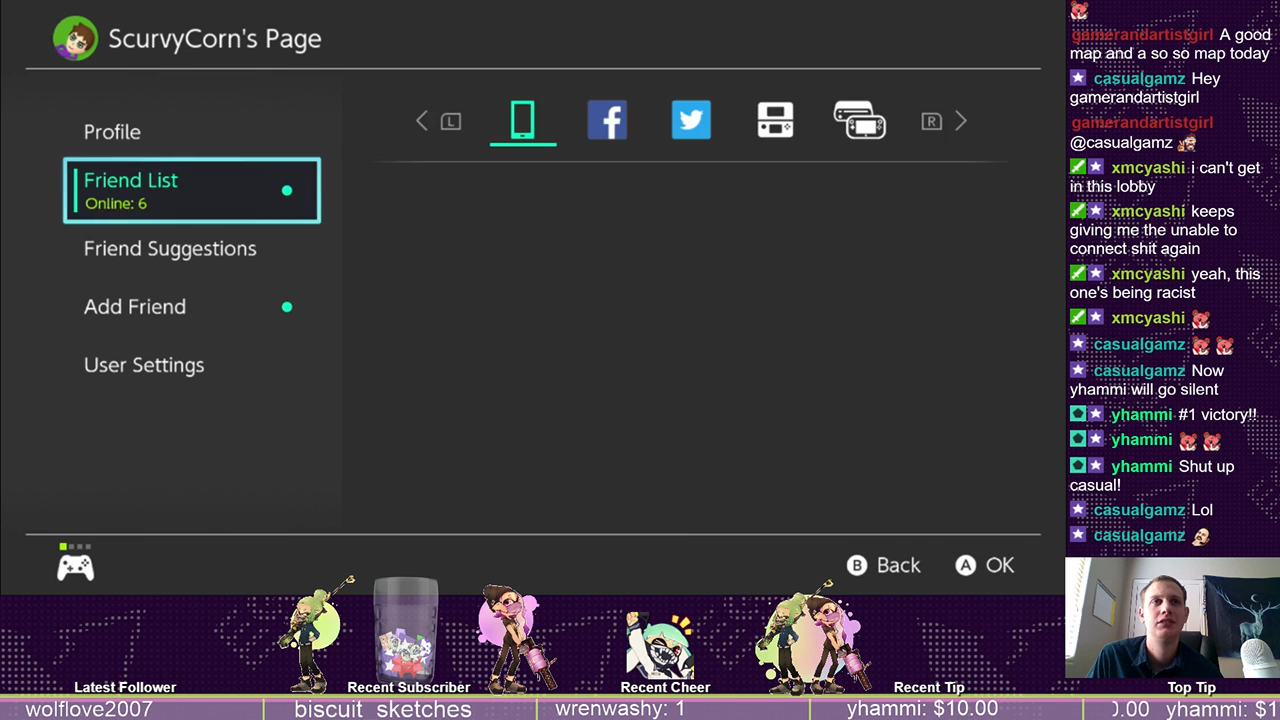 ScurvyCorn's Page
Profile
Friend List
Online: 6
Friend Suggestions
Add Friend
User Settings
L
R
B Back
A OK
gamerandartistgirl A good
map and a so so map today
casualgamz Hey
gamerandartistgirl
gamerandartistgirl
@casualgamz
xmcyashi i can't get
in this lobby
xmcyashi keeps
giving me the unable to
connect shit again
xmcyashi yeah, this
one's being racist
xmcyashi
casualgamz
casualgamz Now
yhammi will go silent
yhammi #1 victory!!
yhammi
yhammi Shut up
casual!
casualgamz Lol
casualgamz
Latest Follower
Recent Subscriber
Recent Cheer
Recent Tip
Top Tip
wolflove2007
biscuit_sketches
wrenwashy: 1
yhammi: $10.00
0.00 yhammi: $1